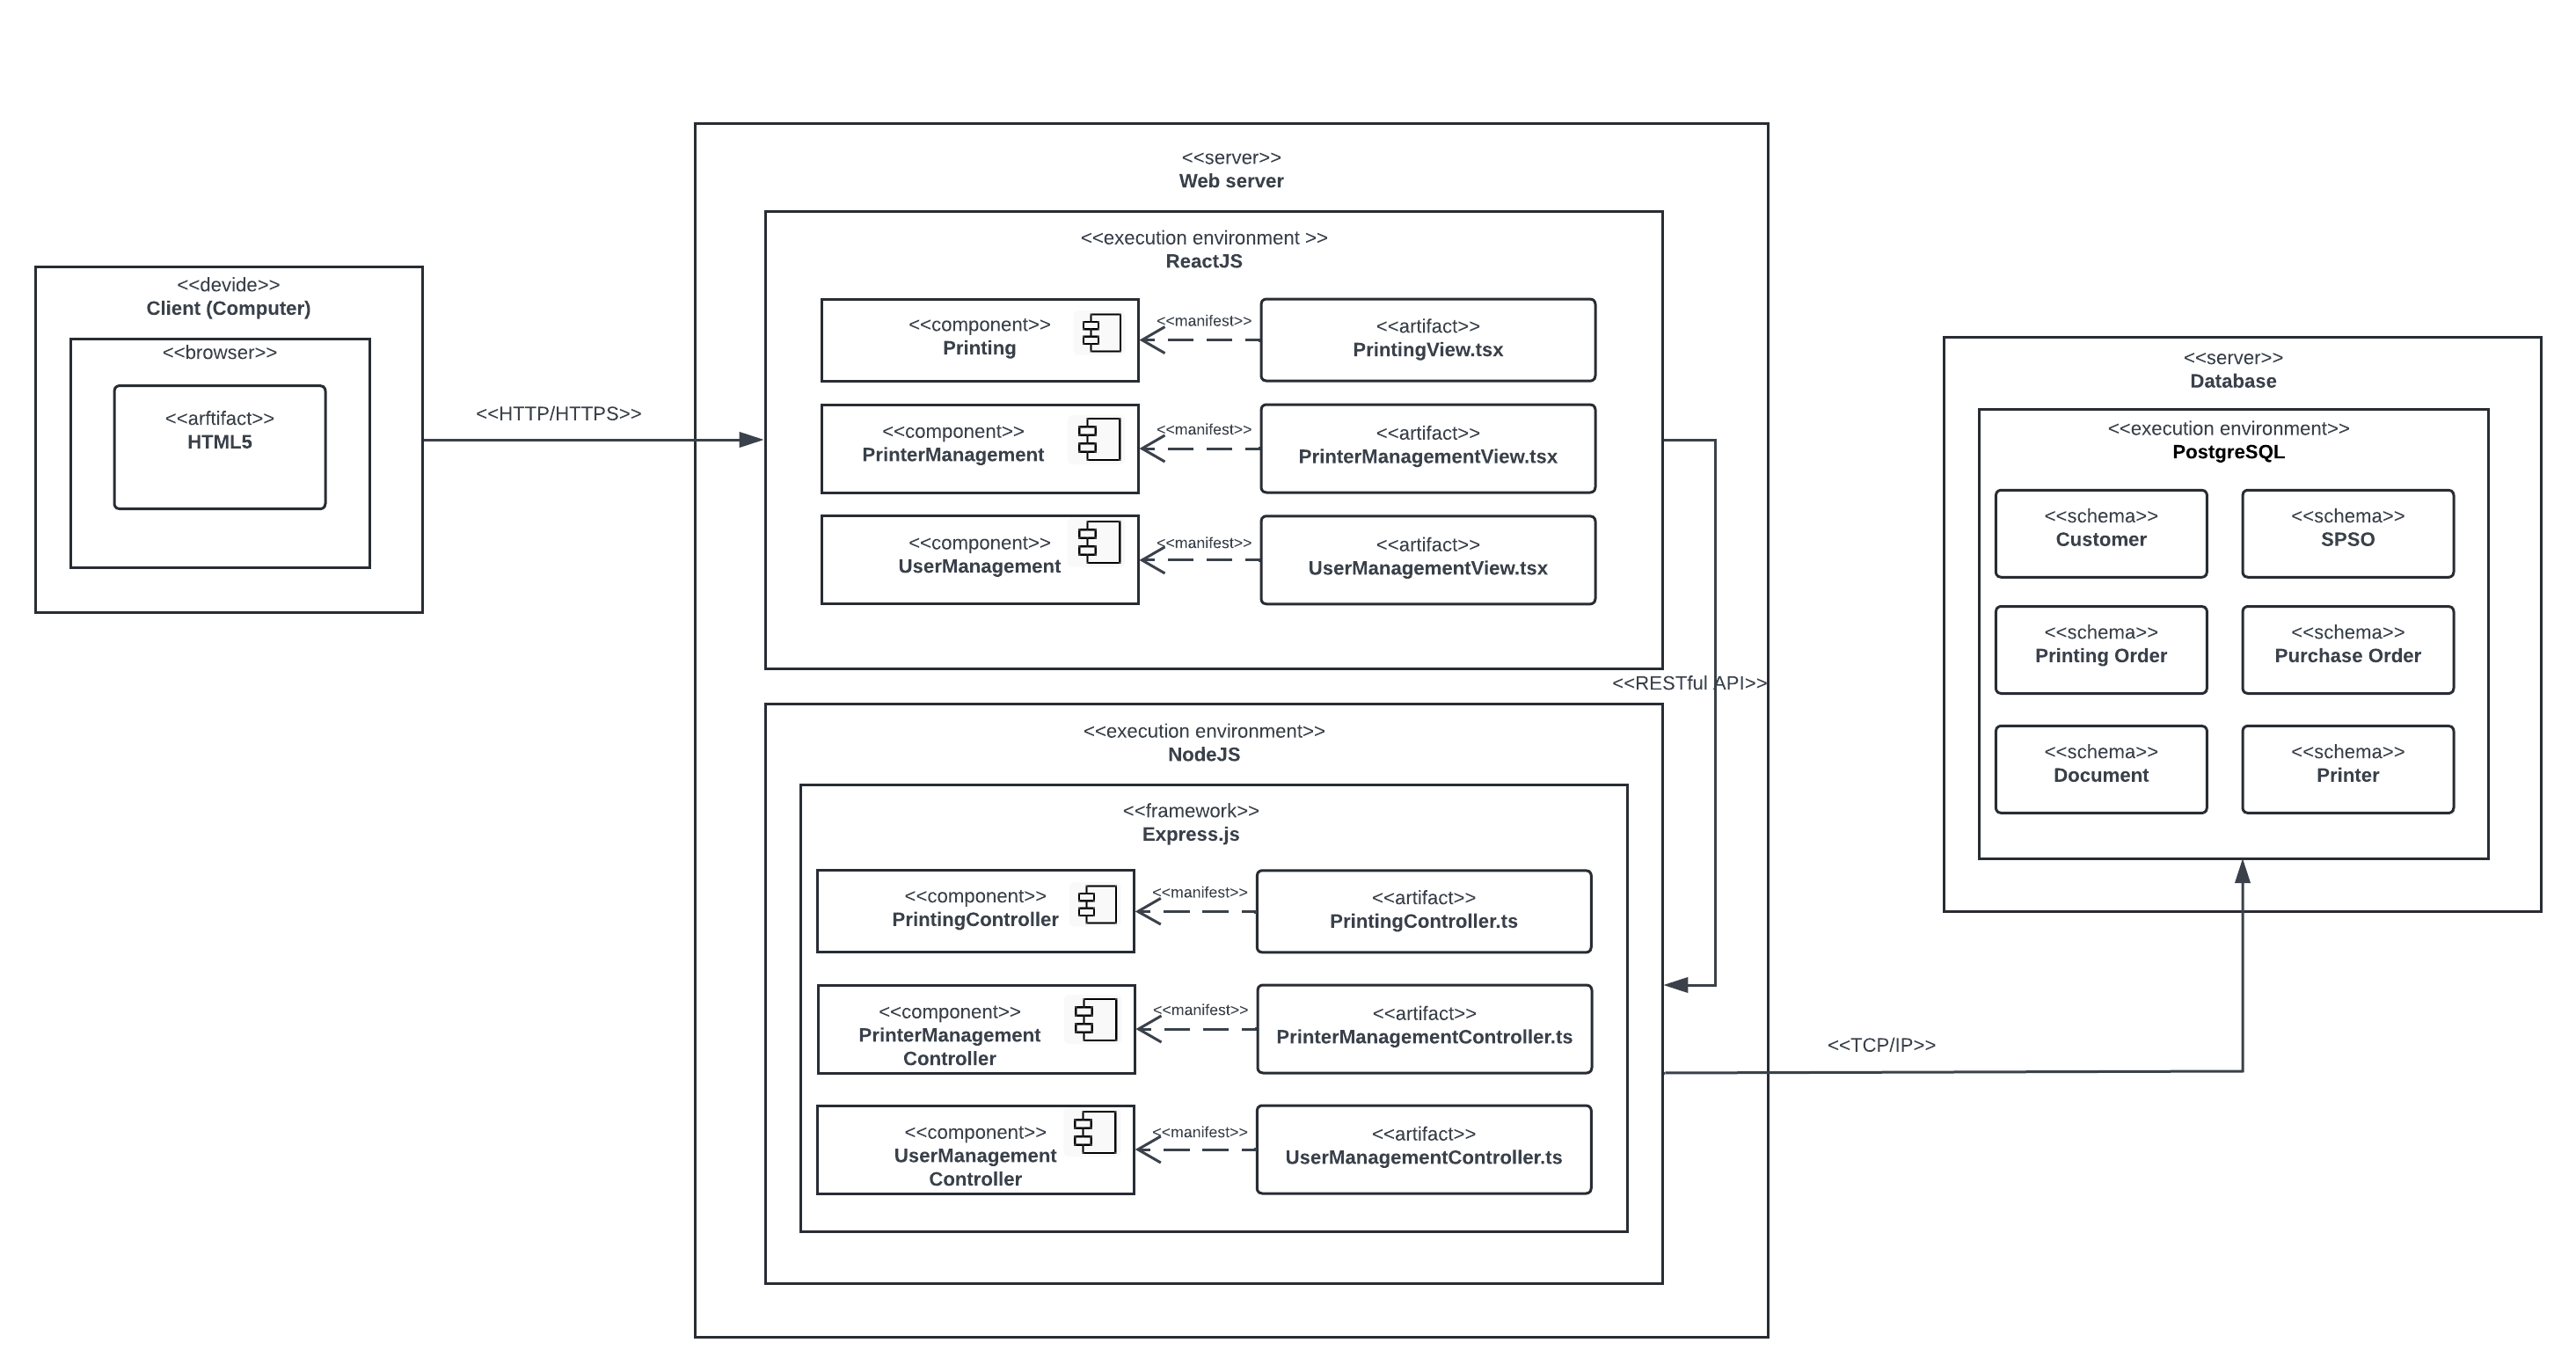 <<devide>>
Client (Computer)
<<browser>>
<<arftifact>>
HTML5
<<HTTP/HTTPS>>
<<server>>
Web server
<<execution environment >>
ReactJS
<<component>>
Printing
<<manifest>>
<<artifact>>
PrintingView.tsx
<<component>>
PrinterManagement
<<manifest>>
<<artifact>>
PrinterManagementView.tsx
<<component>>
UserManagement
<<manifest>>
<<artifact>>
UserManagementView.tsx
<<RESTful API>>
<<execution environment>>
NodeJS
<<framework>>
Express.js
<<component>>
PrintingController
<<manifest>>
<<artifact>>
PrintingController.ts
<<component>>
PrinterManagement
Controller
<<manifest>>
<<artifact>>
PrinterManagementController.ts
<<component>>
UserManagement
Controller
<<manifest>>
<<artifact>>
UserManagementController.ts
<<TCP/IP>>
<<server>>
Database
<<execution environment>>
PostgreSQL
<<schema>>
Customer
<<schema>>
SPSO
<<schema>>
Printing Order
<<schema>>
Purchase Order
<<schema>>
Document
<<schema>>
Printer